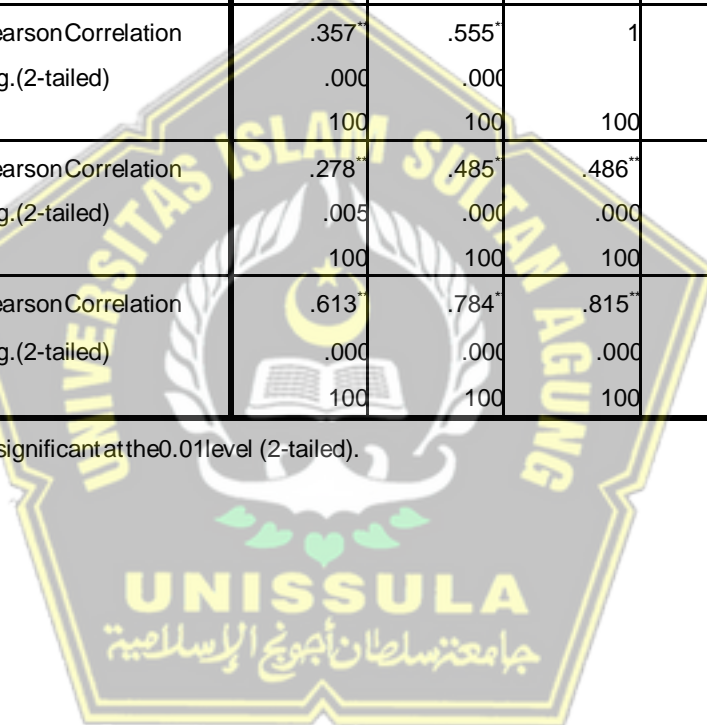 earson Correlation .357** .555** 1
g. (2-tailed) .000 .000
100 100 100
earson Correlation .278** .485** .486**
g. (2-tailed) .005 .000 .000
100 100 100
earson Correlation .613** .784** .815**
g. (2-tailed) .000 .000 .000
100 100 100
significant at the 0.01 level (2-tailed).
UNIVERSITAS ISLAM SULTAN AGUNG
UNISSULA
جامعة سلطان أجونج الإسلامية